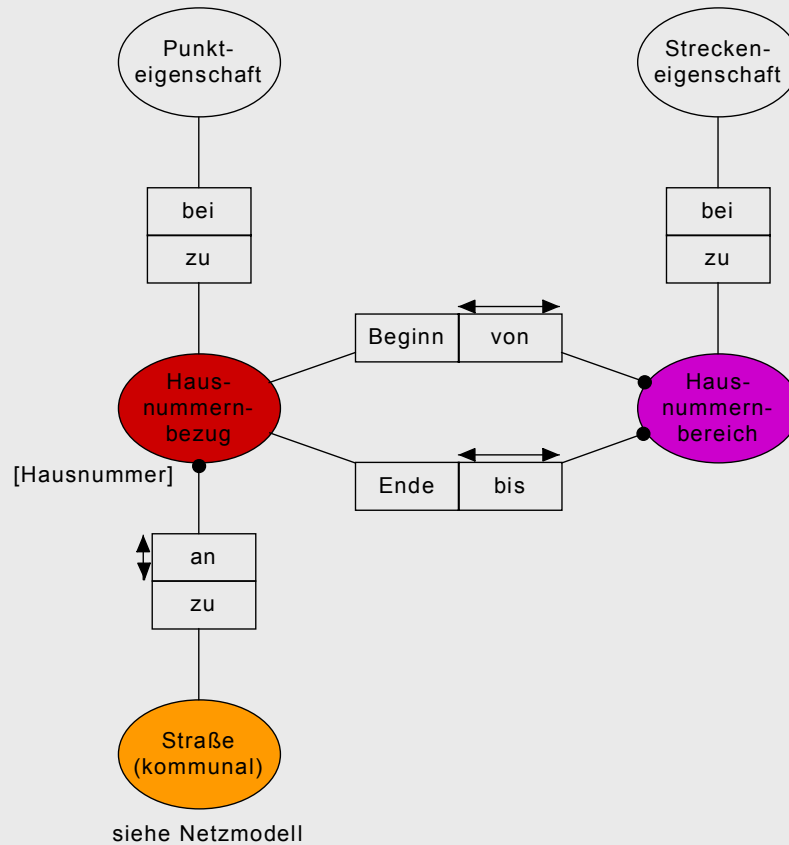 Punkt-
eigenschaft
Strecken-
eigenschaft
bei
zu
bei
zu
Beginn
von
Haus-
nummern-
bezug
Haus-
nummern-
bereich
[Hausnummer]
Ende
bis
an
zu
Straße
(kommunal)
siehe Netzmodell